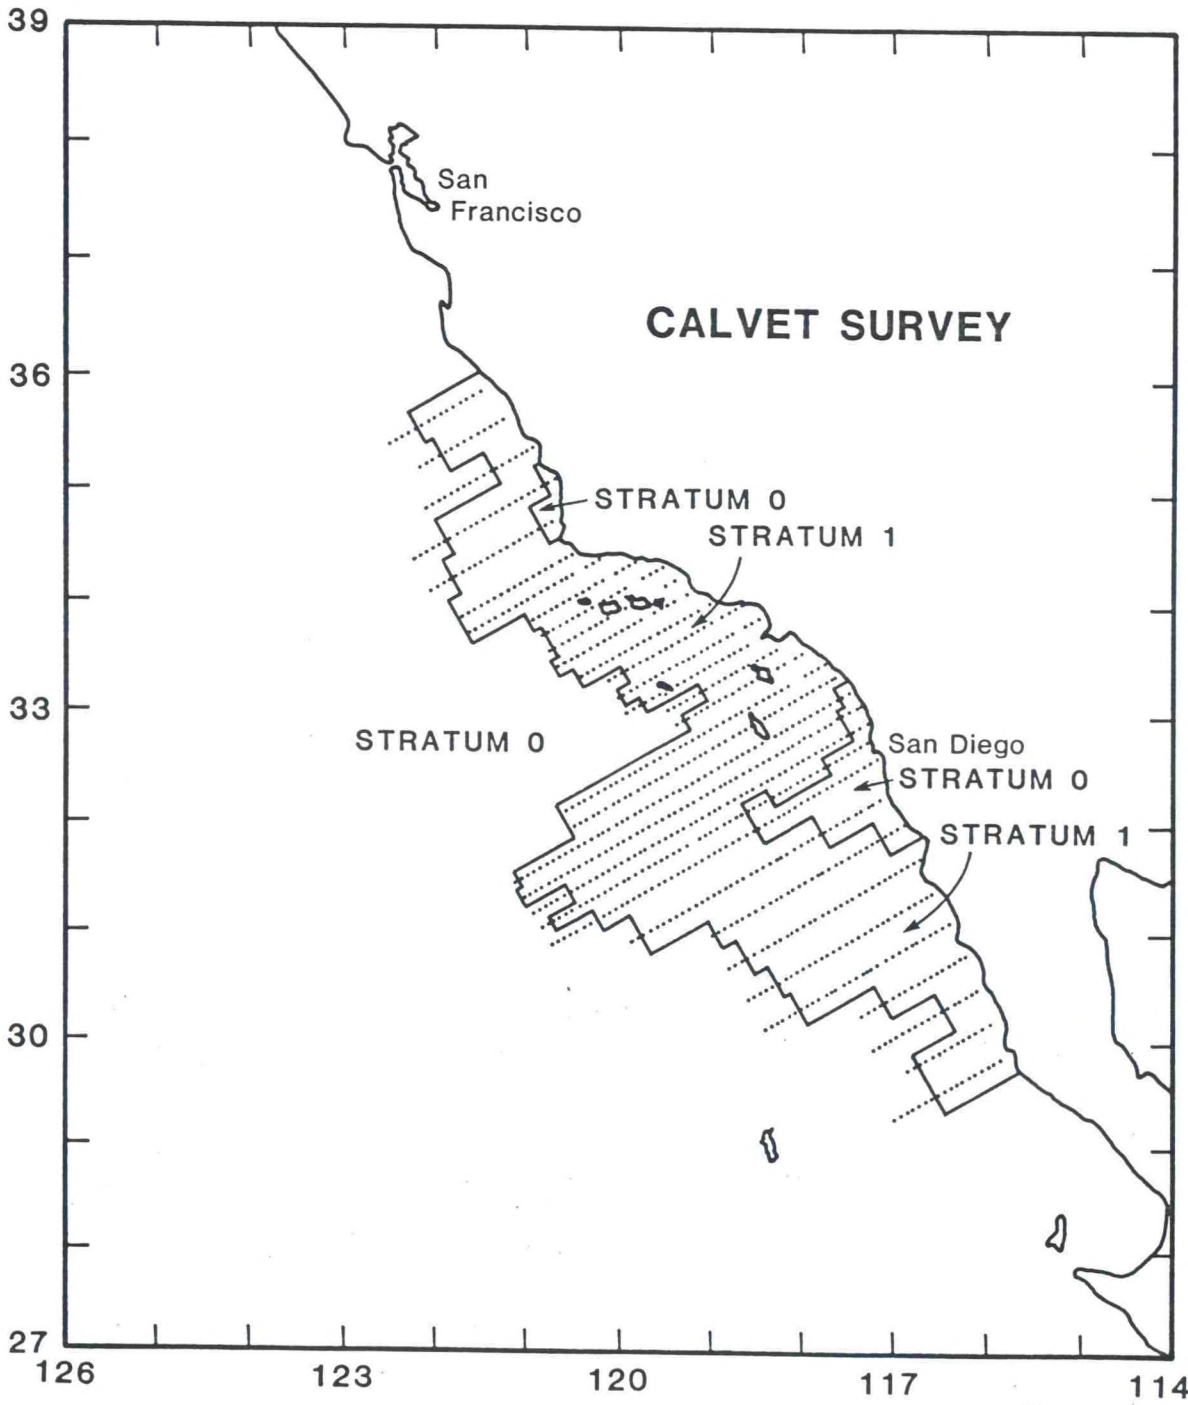 39
San
Francisco
CALVET SURVEY
36
STRATUM 0
STRATUM 1
33
STRATUM 0
San Diego
STRATUM 0
STRATUM 1
30
27
126
123
120
117
114